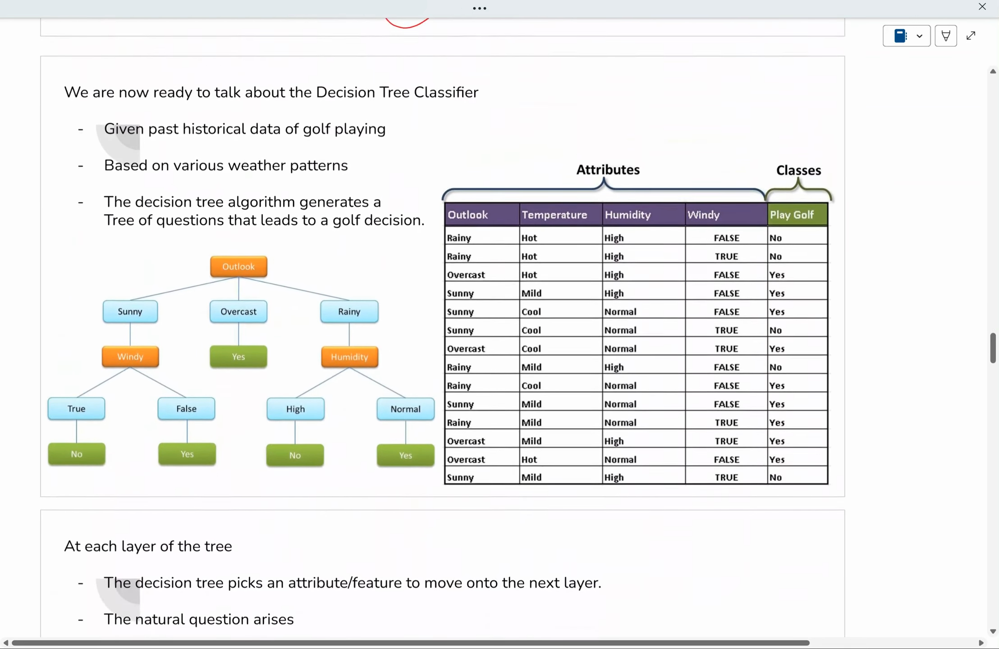 We are now ready to talk about the Decision Tree Classifier
- Given past historical data of golf playing
- Based on various weather patterns
- The decision tree algorithm generates a
Tree of questions that leads to a golf decision.
Outlook
Sunny Overcast Rainy
Windy Yes Humidity
True False High Normal
No Yes No Yes
Attributes Classes
Outlook Temperature Humidity Windy Play Golf
Rainy Hot High FALSE No
Rainy Hot High TRUE No
Overcast Hot High FALSE Yes
Sunny Mild High FALSE Yes
Sunny Cool Normal FALSE Yes
Sunny Cool Normal TRUE No
Overcast Cool Normal TRUE Yes
Rainy Mild High FALSE No
Rainy Cool Normal FALSE Yes
Sunny Mild Normal FALSE Yes
Rainy Mild Normal TRUE Yes
Overcast Mild High TRUE Yes
Overcast Hot Normal FALSE Yes
Sunny Mild High TRUE No
At each layer of the tree
- The decision tree picks an attribute/feature to move onto the next layer.
- The natural question arises